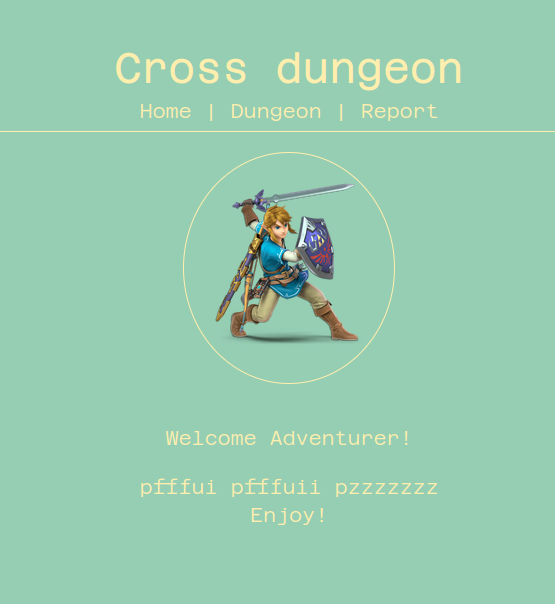 Cross dungeon
Home | Dungeon | Report
Welcome Adventurer!
pfffui pfffuii pzzzzzzz
Enjoy!